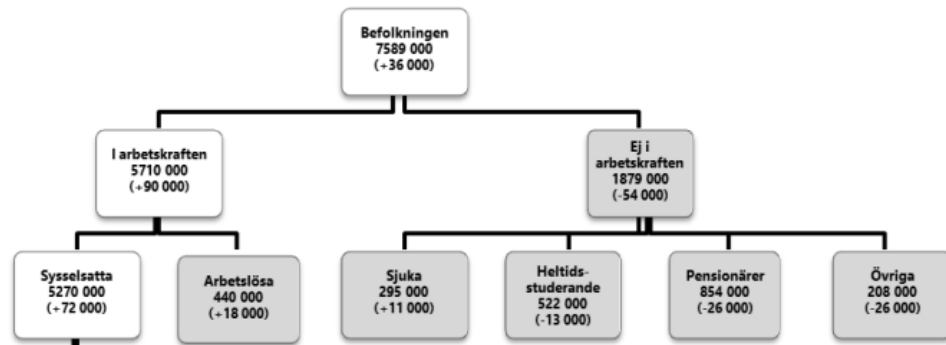 Befolkningen
7589 000
(+36 000)
I arbetskraften
5710 000
(+90 000)
Ej i
arbetskraften
1879 000
(-54 000)
Sysselsatta
5270 000
(+72 000)
Arbetslösa
440 000
(+18 000)
Sjuka
295 000
(+11 000)
Heltids-
studerande
522 000
(-13 000)
Pensionärer
854 000
(-26 000)
Övriga
208 000
(-26 000)